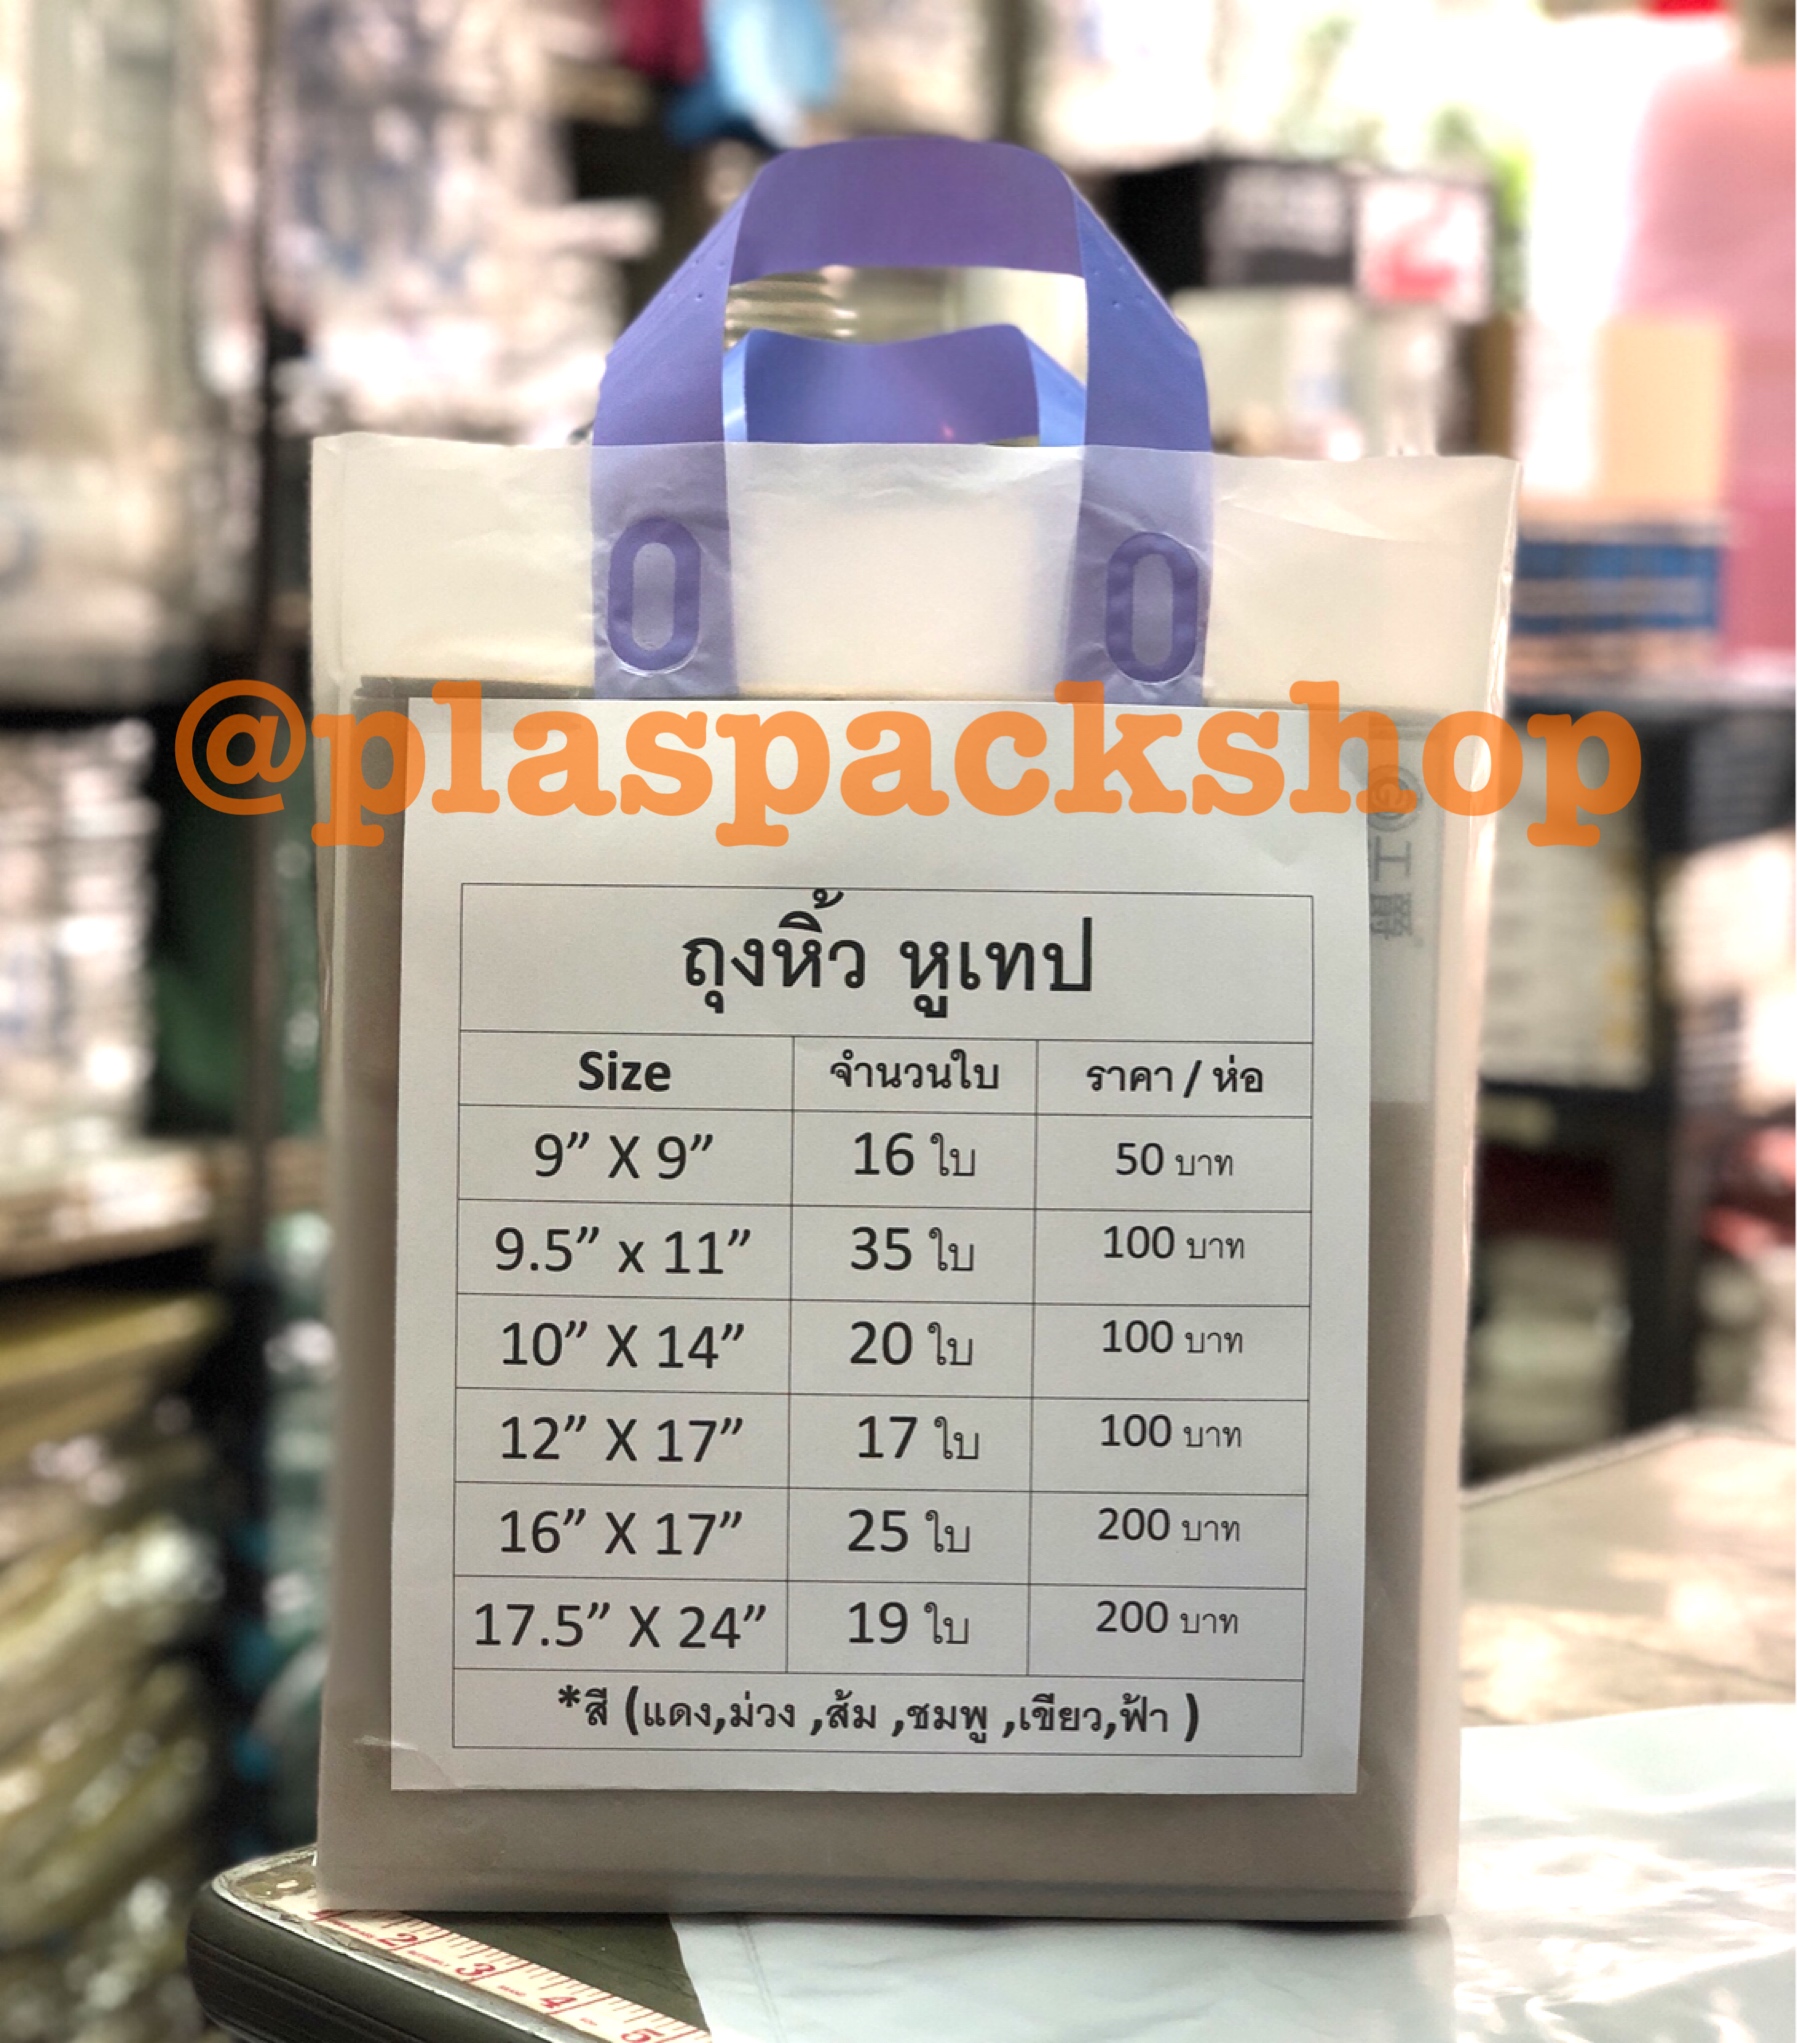 @plaspackshop
ถุงหิ้ว หูเทป
Size จำนวนใบ ราคา / ห่อ
9” X 9” 16 ใบ 50 บาท
9.5” x 11” 35 ใบ 100 บาท
10” X 14” 20 ใบ 100 บาท
12” X 17” 17 ใบ 100 บาท
16” X 17” 25 ใบ 200 บาท
17.5” X 24” 19 ใบ 200 บาท
*สี (แดง,ม่วง ,ส้ม ,ชมพู ,เขียว,ฟ้า )
2 3 4 5